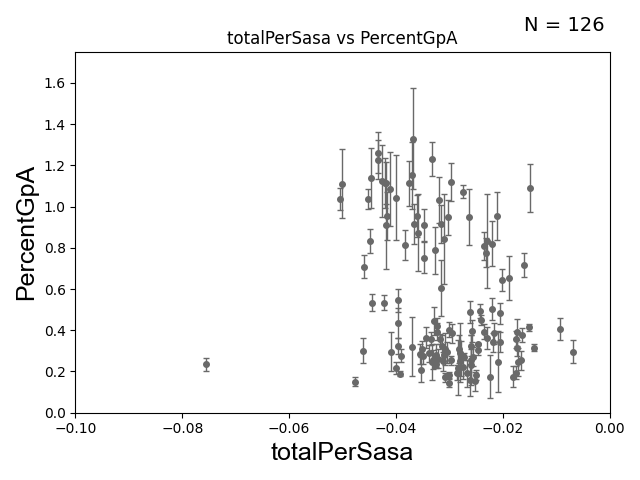 N = 126
totalPerSasa vs PercentGpA
PercentGpA
1.6
1.4
1.2
1.0
0.8
0.6
0.4
0.2
0.0
−0.10 −0.08 −0.06 −0.04 −0.02 0.00
totalPerSasa